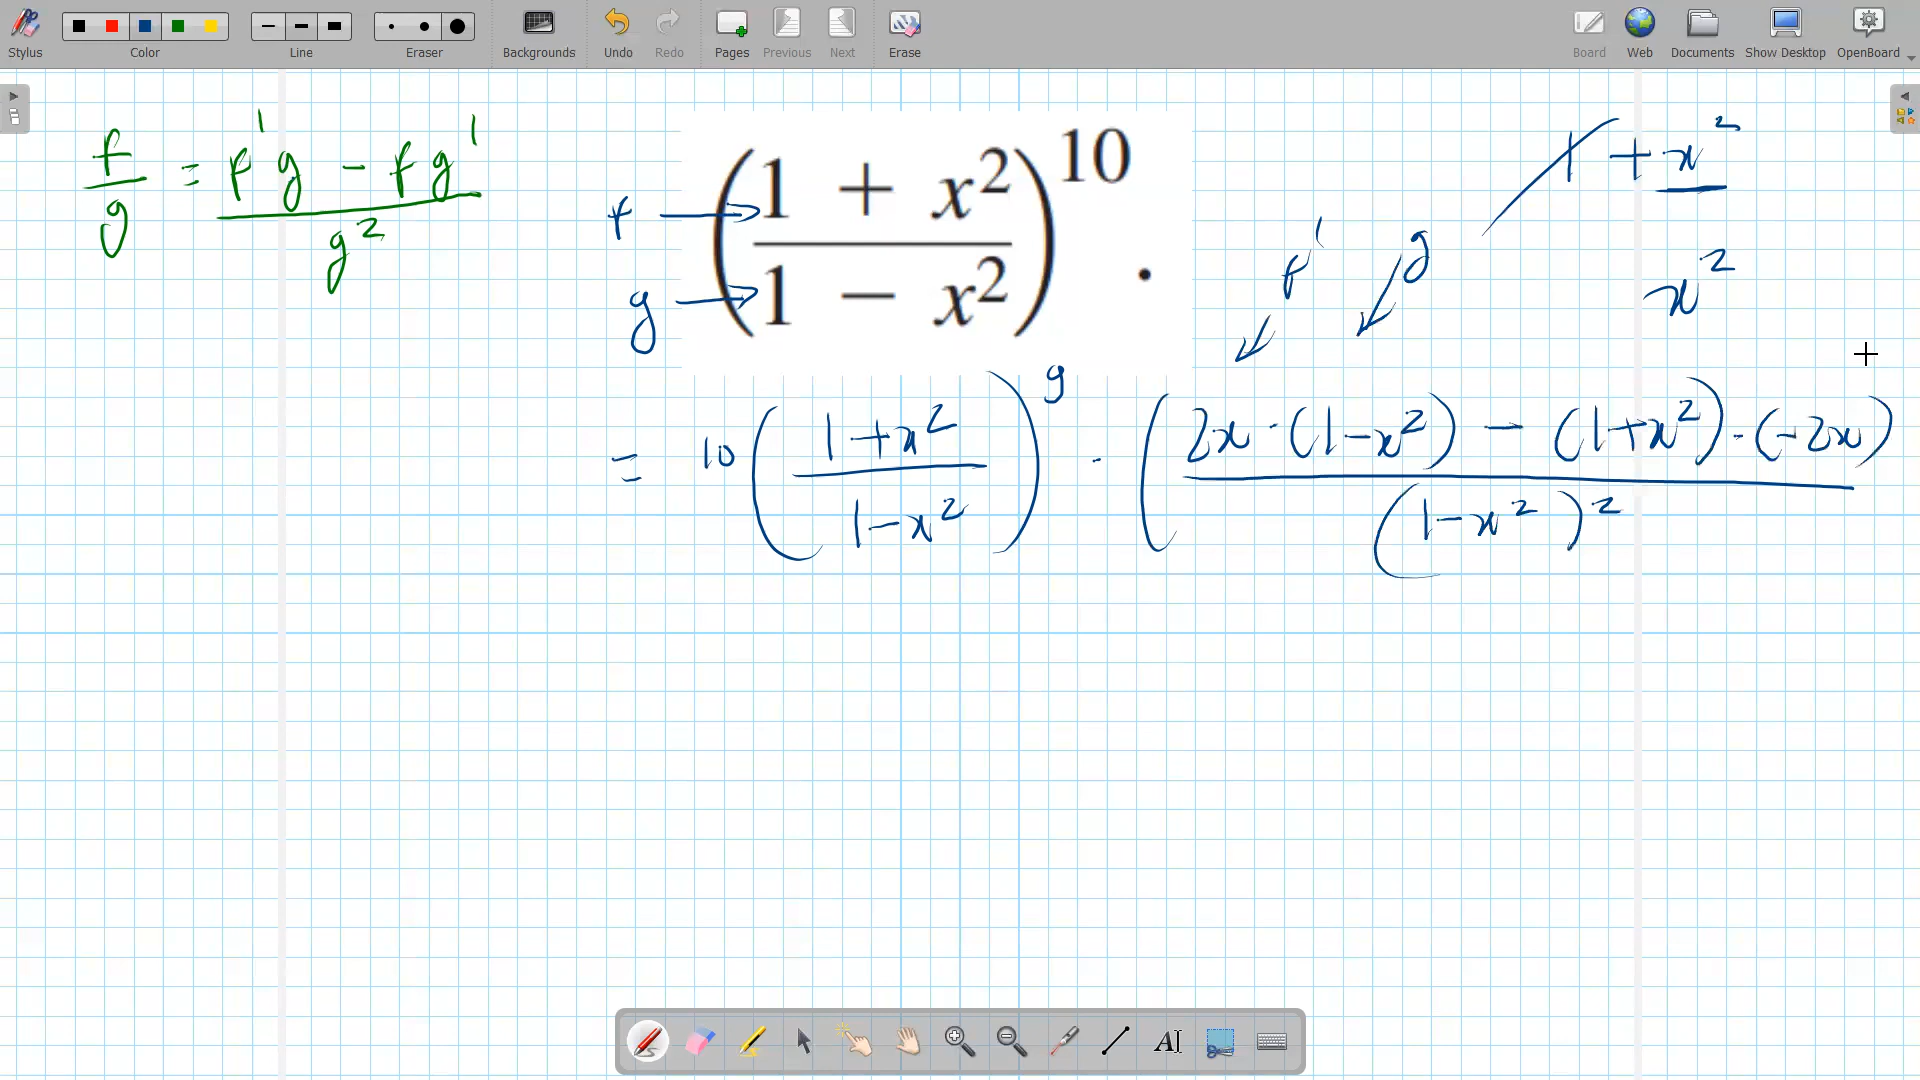 Stylus Color Line Eraser Backgrounds Undo Redo Pages Previous Next Erase Board Web Documents Show Desktop OpenBoard
f/g = (f'g - fg')/g²
f → g →
((1 + x²)/(1 - x²))¹⁰.
1 + x²
x²
f' g
= 10((1+x²)/(1-x²))⁹ · (2x·(1-x²) - (1+x²)·(-2x))/(1-x²)²